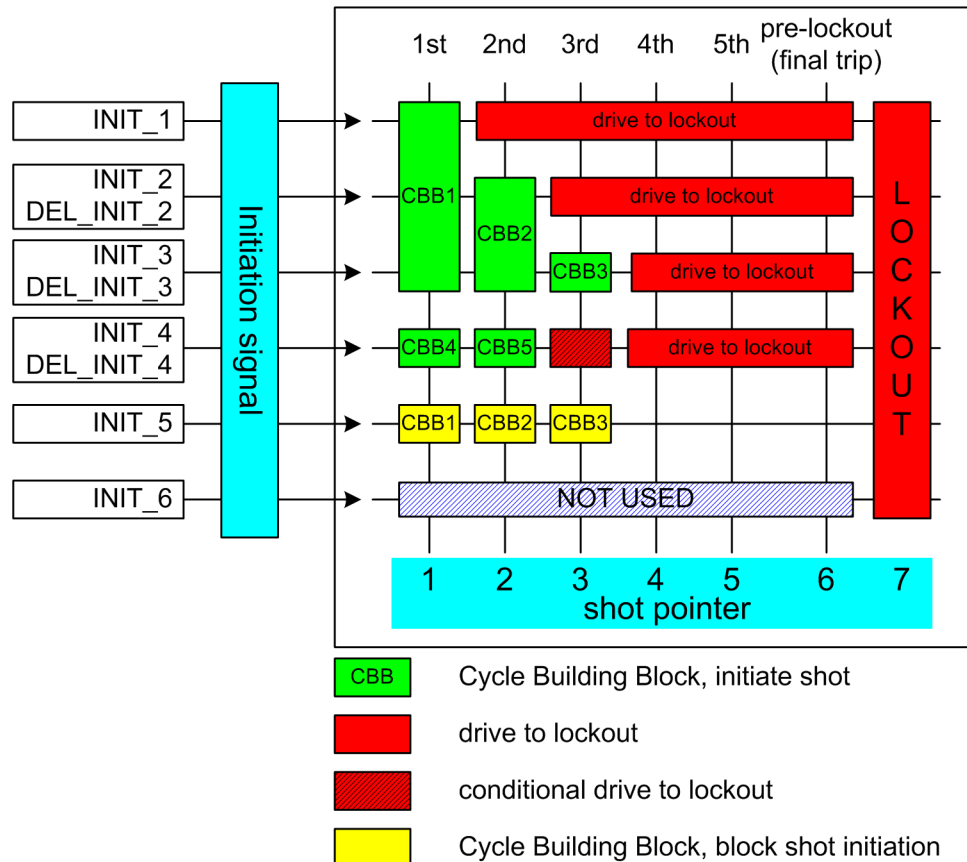 1st 2nd 3rd 4th 5th pre-lockout
(final trip)
INIT_1
drive to lockout
INIT_2
DEL_INIT_2
CBB1
drive to lockout
CBB2
INIT_3
DEL_INIT_3
CBB3
drive to lockout
INIT_4
DEL_INIT_4
CBB4
CBB5
drive to lockout
INIT_5
CBB1
CBB2
CBB3
INIT_6
NOT USED
Initiation signal
LOCKOUT
1 2 3 4 5 6 7
shot pointer
CBB
Cycle Building Block, initiate shot
drive to lockout
conditional drive to lockout
Cycle Building Block, block shot initiation